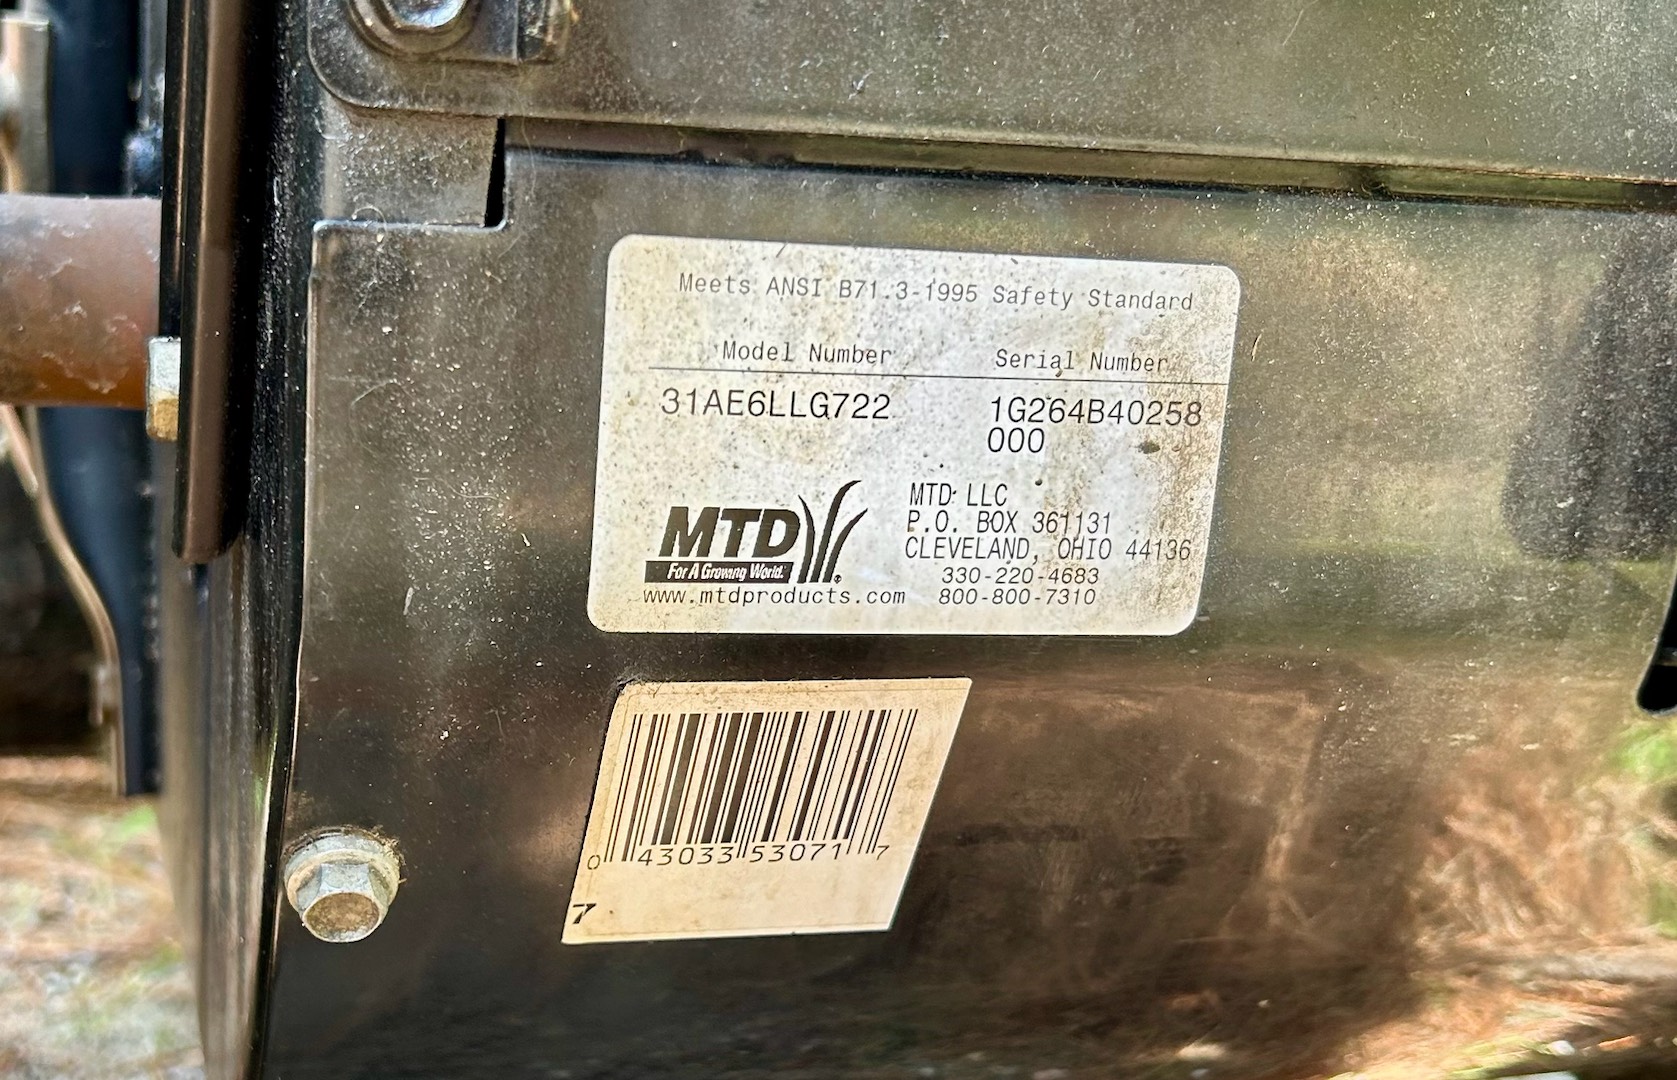 Meets ANSI B71.3-1995 Safety Standard
Model Number Serial Number
31AE6LLG722 1G264B40258
000
MTD
For A Growing World.
www.mtdproducts.com
MTD LLC
P.O. BOX 361131
CLEVELAND, OHIO 44136
330-220-4683
800-800-7310
0 43033 53071 7
7